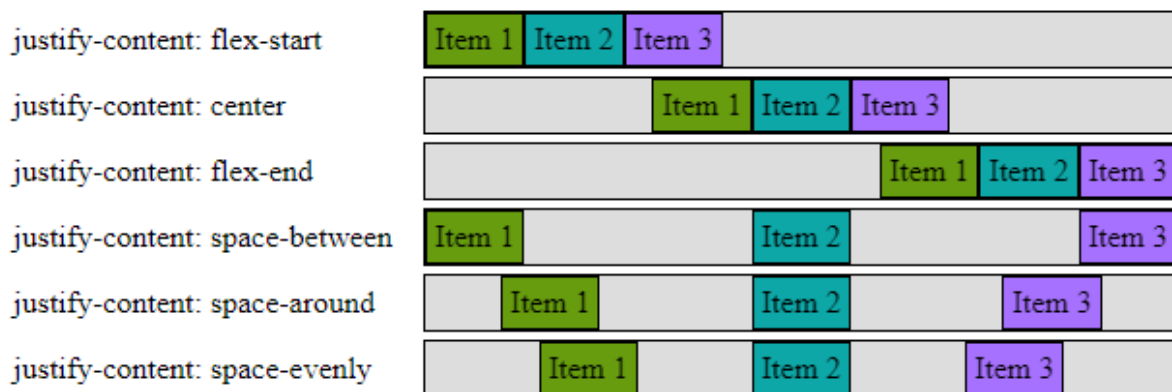 justify-content: flex-start Item 1 Item 2 Item 3
justify-content: center Item 1 Item 2 Item 3
justify-content: flex-end Item 1 Item 2 Item 3
justify-content: space-between Item 1 Item 2 Item 3
justify-content: space-around Item 1 Item 2 Item 3
justify-content: space-evenly Item 1 Item 2 Item 3